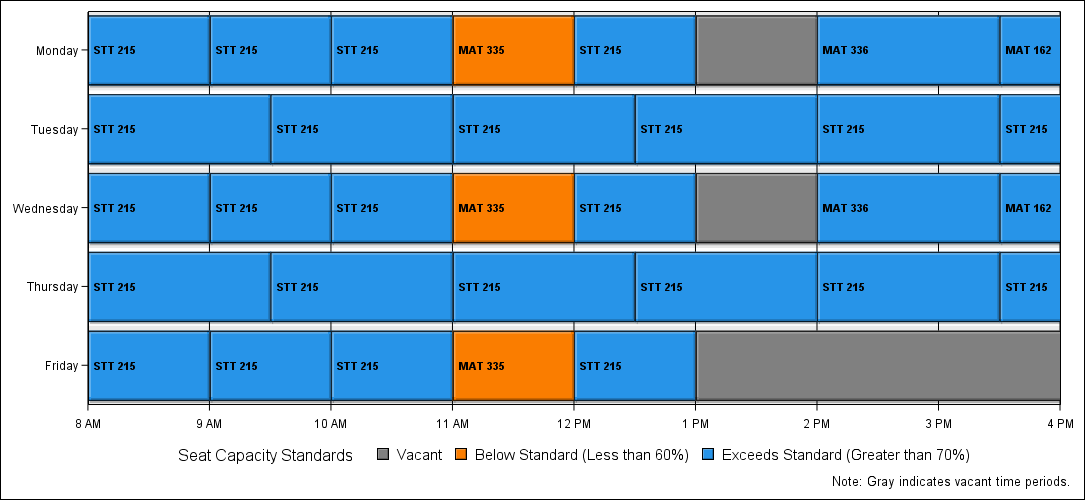 Monday STT 215 STT 215 STT 215 MAT 335 STT 215 MAT 336 MAT 162
Tuesday STT 215 STT 215 STT 215 STT 215 STT 215 STT 215
Wednesday STT 215 STT 215 STT 215 MAT 335 STT 215 MAT 336 MAT 162
Thursday STT 215 STT 215 STT 215 STT 215 STT 215 STT 215
Friday STT 215 STT 215 STT 215 MAT 335 STT 215
8 AM 9 AM 10 AM 11 AM 12 PM 1 PM 2 PM 3 PM 4 PM
Seat Capacity Standards Vacant Below Standard (Less than 60%) Exceeds Standard (Greater than 70%)
Note: Gray indicates vacant time periods.